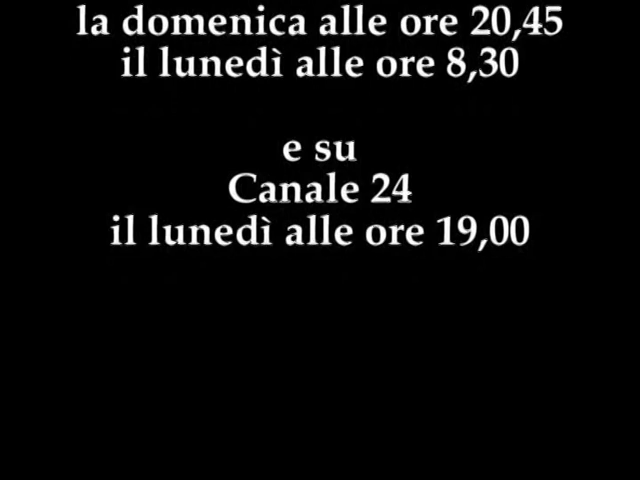 la domenica alle ore 20,45
il lunedì alle ore 8,30
e su
Canale 24
il lunedì alle ore 19,00